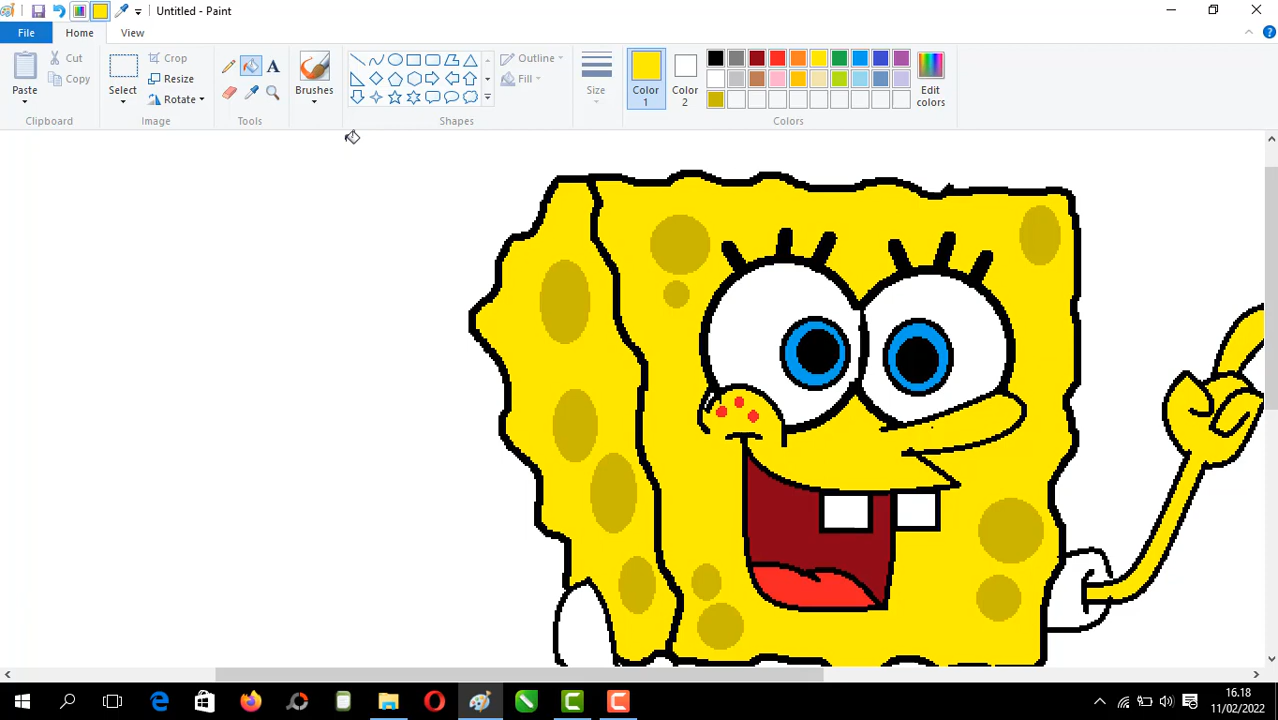 Untitled - Paint
File
Home
View
Paste
Cut
Copy
Clipboard
Select
Crop
Resize
Rotate
Image
A
Tools
Brushes
Outline
Fill
Shapes
Size
Color
1
Color
2
Edit
colors
Colors
16.18
11/02/2022